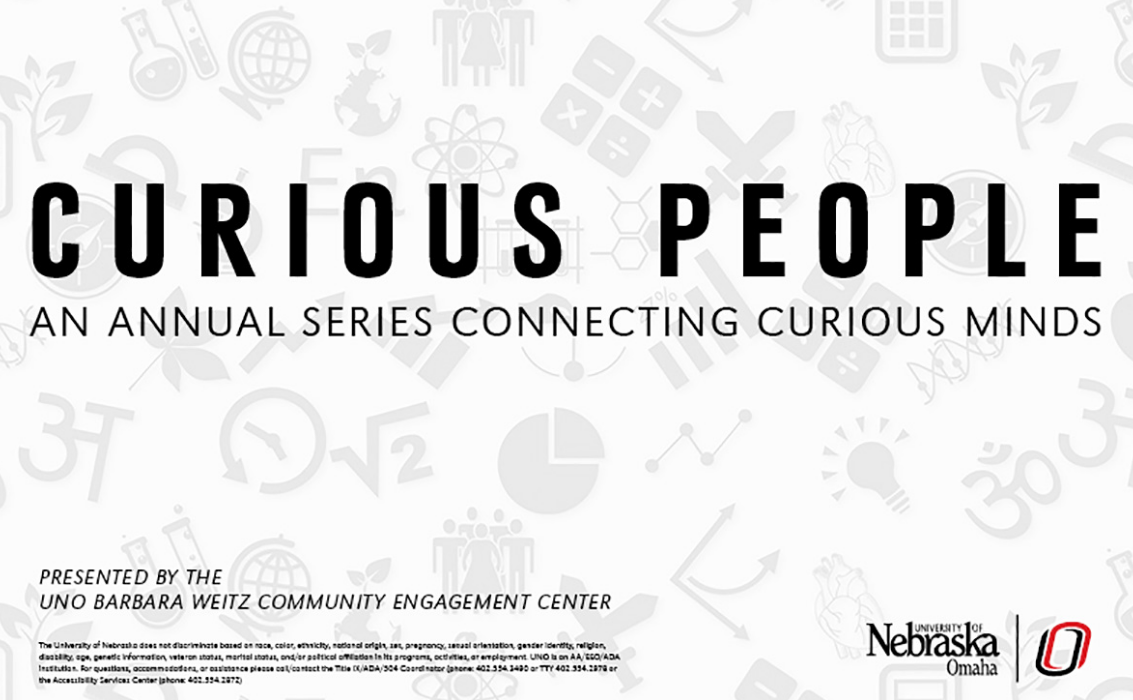 CURIOUS PEOPLE
AN ANNUAL SERIES CONNECTING CURIOUS MINDS
En
7%
अ
√2
ॐ
अ
PRESENTED BY THE
UNO BARBARA WEITZ COMMUNITY ENGAGEMENT CENTER
The University of Nebraska does not discriminate based on race, color, ethnicity, national origin, sex, pregnancy, sexual orientation, gender identity, religion,
disability, age, genetic information, veteran status, marital status, and/or political affiliation in its programs, activities, or employment. UNO is an AA/EEO/ADA
institution. For questions, accommodations, or assistance please call/contact the Title IX/ADA/504 Coordinator (phone: 402.554.3490 or TTY 402.554.2978 or
the Accessibility Services Center (phone: 402.554.2872)
UNIVERSITY OF
Nebraska
Omaha
O